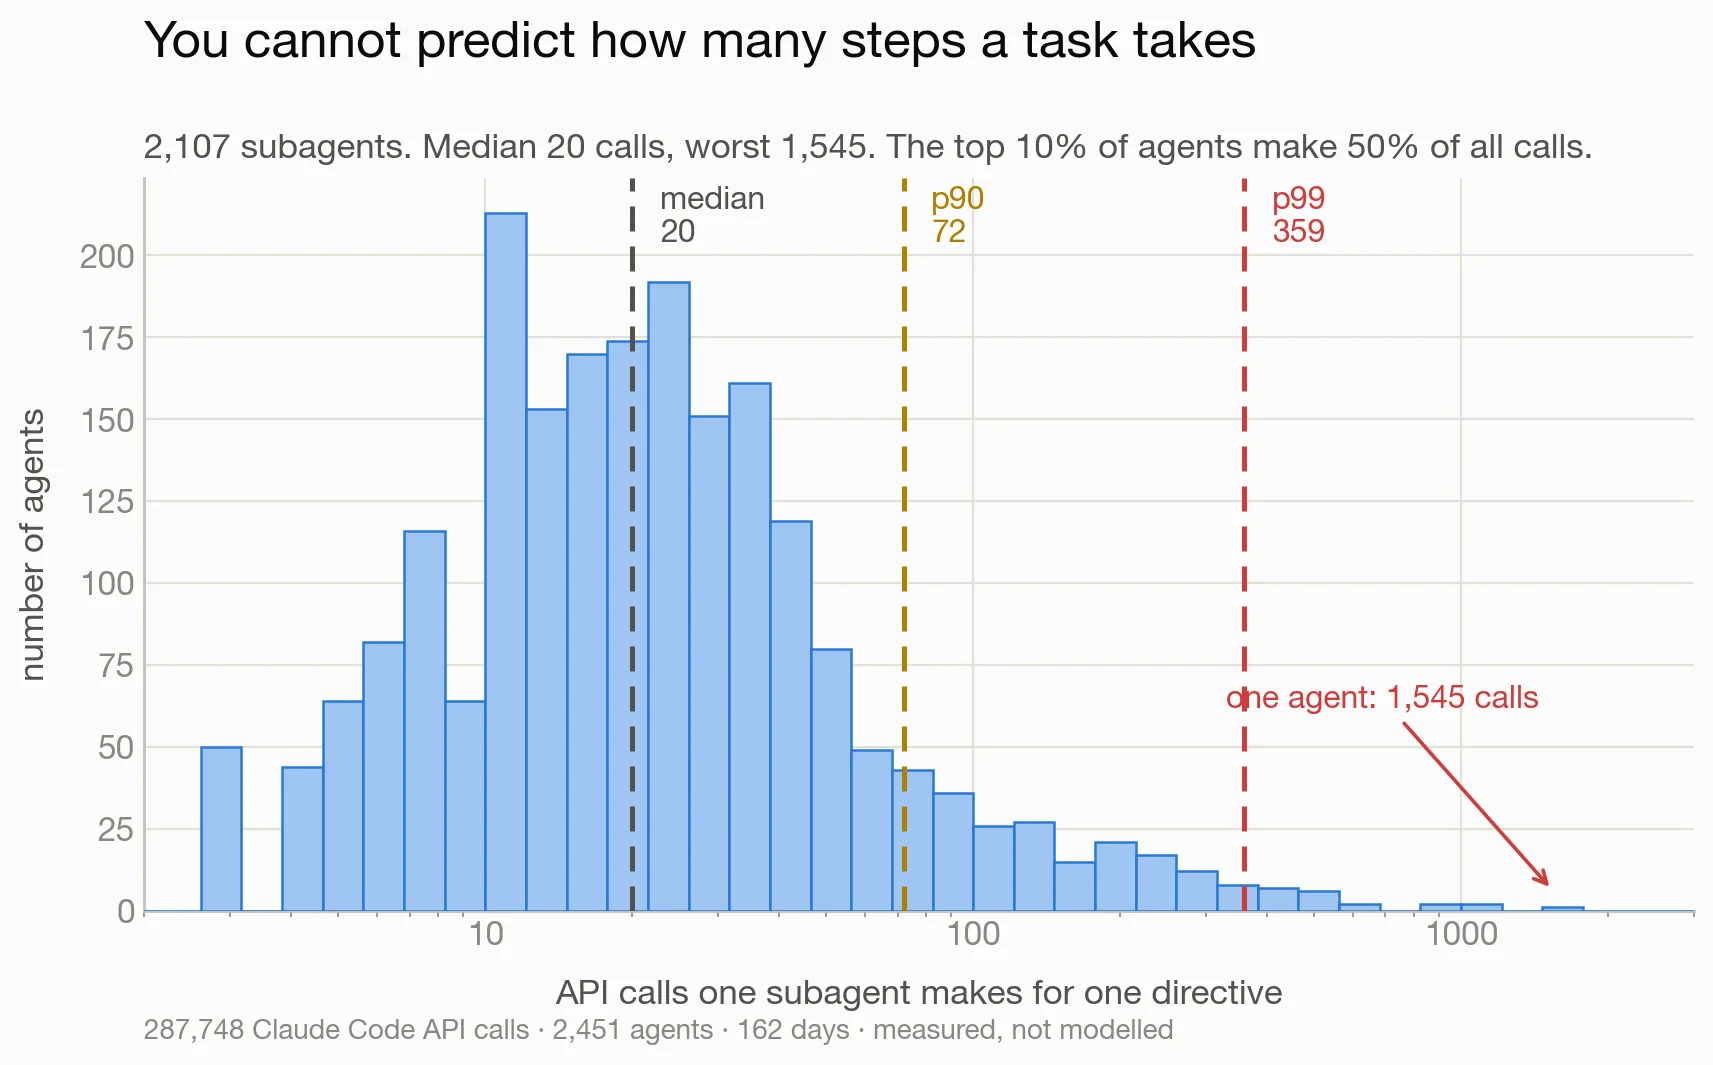 You cannot predict how many steps a task takes
2,107 subagents. Median 20 calls, worst 1,545. The top 10% of agents make 50% of all calls.
median
20
p90
72
p99
359
200
175
150
125
100
75
50
25
0
number of agents
one agent: 1,545 calls
10
100
1000
API calls one subagent makes for one directive
287,748 Claude Code API calls · 2,451 agents · 162 days · measured, not modelled